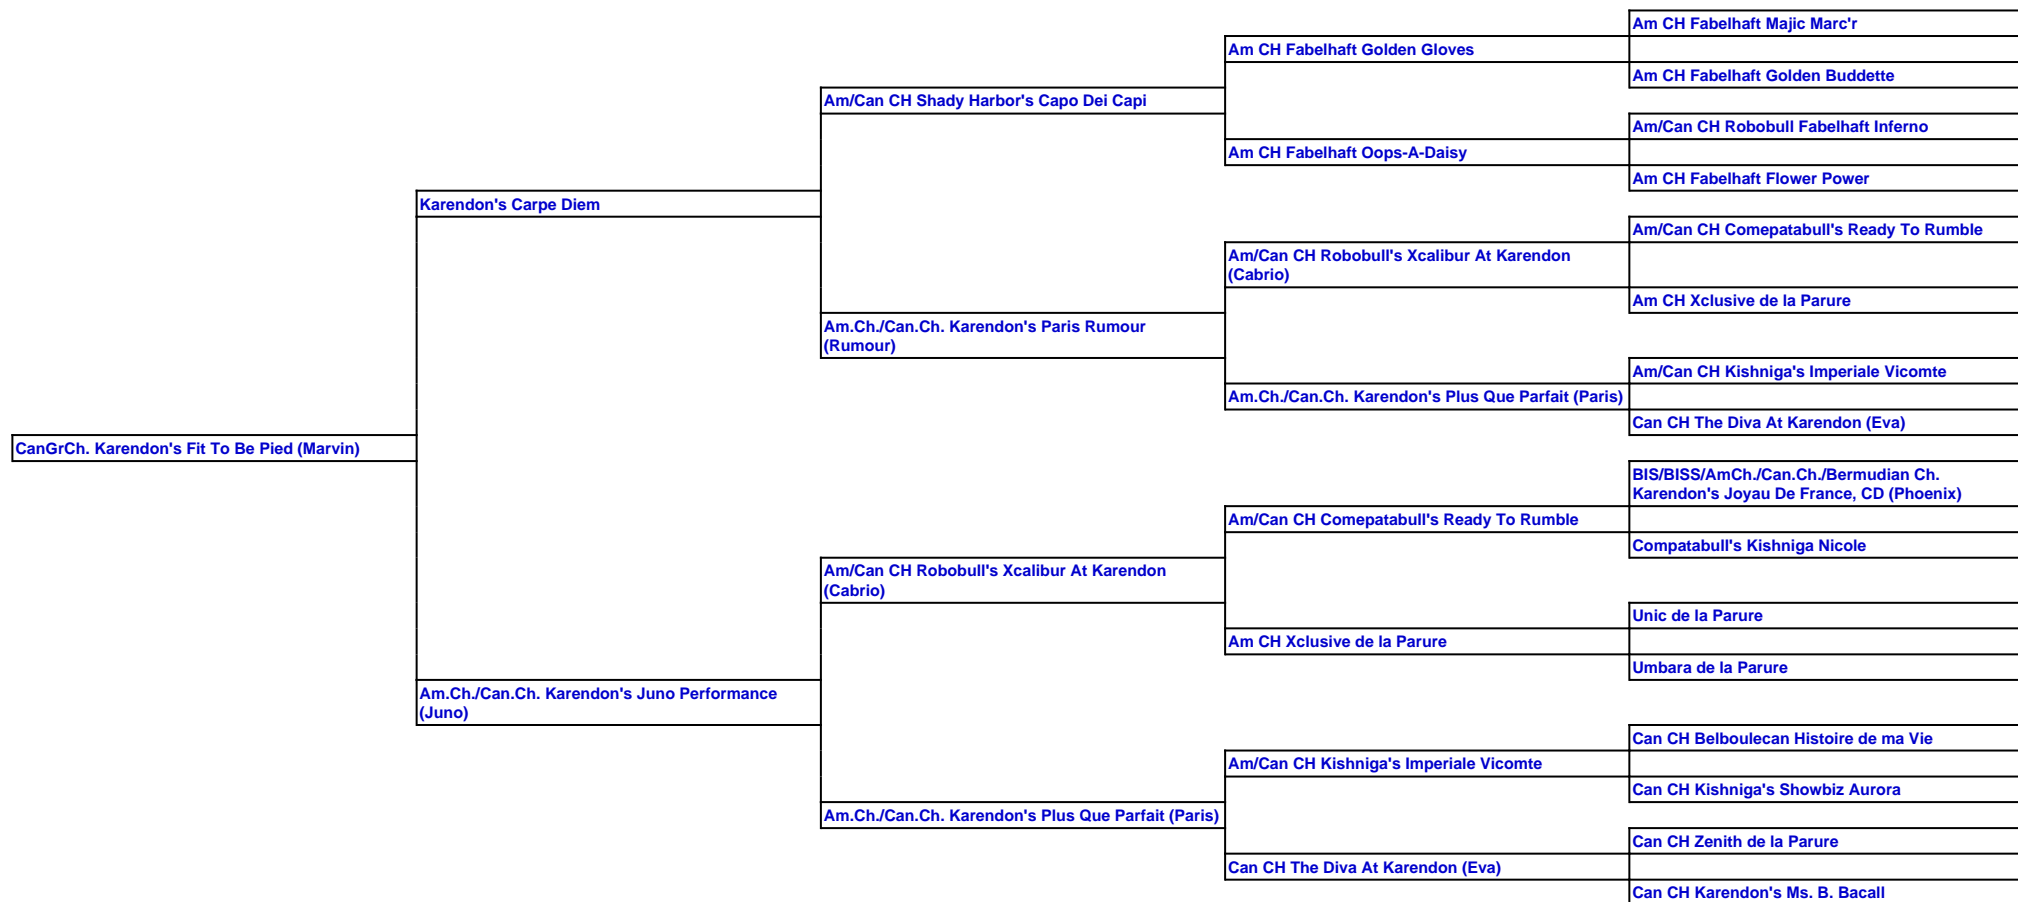 Am CH Fabelhaft Majic Marc'r
Am CH Fabelhaft Golden Gloves
Am CH Fabelhaft Golden Buddette
Am/Can CH Shady Harbor's Capo Dei Capi
Am/Can CH Robobull Fabelhaft Inferno
Am CH Fabelhaft Oops-A-Daisy
Am CH Fabelhaft Flower Power
Karendon's Carpe Diem
Am/Can CH Comepatabull's Ready To Rumble
Am/Can CH Robobull's Xcalibur At Karendon
(Cabrio)
Am CH Xclusive de la Parure
Am.Ch./Can.Ch. Karendon's Paris Rumour
(Rumour)
Am/Can CH Kishniga's Imperiale Vicomte
Am.Ch./Can.Ch. Karendon's Plus Que Parfait (Paris)
Can CH The Diva At Karendon (Eva)
CanGrCh. Karendon's Fit To Be Pied (Marvin)
BIS/BISS/AmCh./Can.Ch./Bermudian Ch.
Karendon's Joyau De France, CD (Phoenix)
Am/Can CH Comepatabull's Ready To Rumble
Compatabull's Kishniga Nicole
Am/Can CH Robobull's Xcalibur At Karendon
(Cabrio)
Unic de la Parure
Am CH Xclusive de la Parure
Umbara de la Parure
Am.Ch./Can.Ch. Karendon's Juno Performance
(Juno)
Can CH Belboulecan Histoire de ma Vie
Am/Can CH Kishniga's Imperiale Vicomte
Can CH Kishniga's Showbiz Aurora
Am.Ch./Can.Ch. Karendon's Plus Que Parfait (Paris)
Can CH Zenith de la Parure
Can CH The Diva At Karendon (Eva)
Can CH Karendon's Ms. B. Bacall